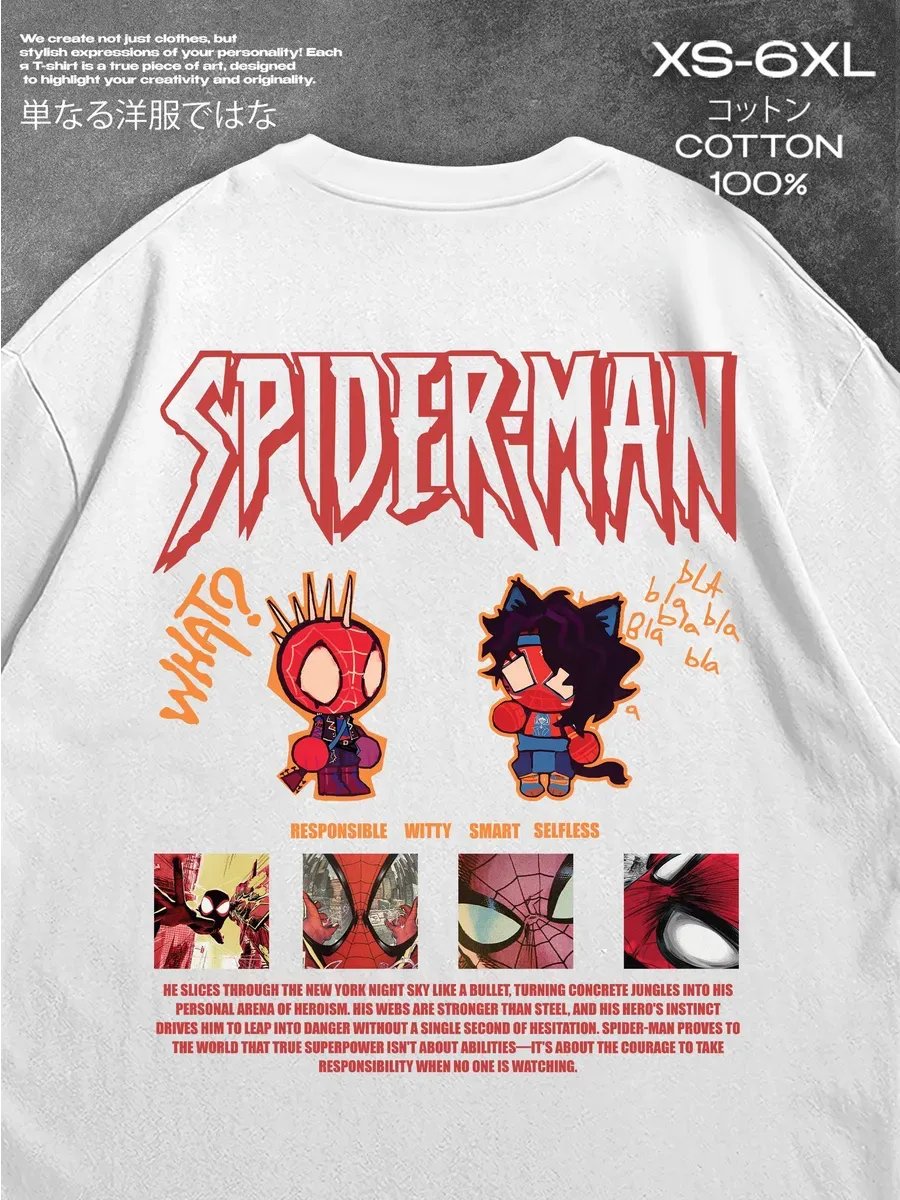 We create not just clothes, but
stylish expressions of your personality! Each
я T-shirt is a true piece of art, designed
to highlight your creativity and originality.
単なる洋服ではな
XS-6XL
コットン
COTTON
100%
SPIDER-MAN
WHAT?
bLA
bla
bla
bla
Bla
bla
a
RESPONSIBLE WITTY SMART SELFLESS
HE SLICES THROUGH THE NEW YORK NIGHT SKY LIKE A BULLET, TURNING CONCRETE JUNGLES INTO HIS
PERSONAL ARENA OF HEROISM. HIS WEBS ARE STRONGER THAN STEEL, AND HIS HERO'S INSTINCT
DRIVES HIM TO LEAP INTO DANGER WITHOUT A SINGLE SECOND OF HESITATION. SPIDER-MAN PROVES TO
THE WORLD THAT TRUE SUPERPOWER ISN'T ABOUT ABILITIES—IT'S ABOUT THE COURAGE TO TAKE
RESPONSIBILITY WHEN NO ONE IS WATCHING.